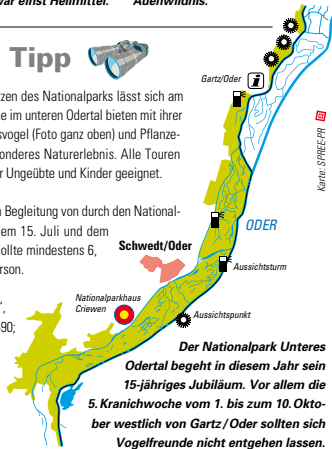 war einst Heilmittel.
Auenwildnis.
Tipp
zen des Nationalparks lässt sich am
e im unteren Odertal bieten mit ihrer
svogel (Foto ganz oben) und Pflanze-
onderes Naturerlebnis. Alle Touren
r Ungeübte und Kinder geeignet.
Begleitung von durch den National-
em 15. Juli und dem
ollte mindestens 6,
erson.
90;
Gartz/Oder
i
Karte: SPREE-PR
ODER
Schwedt/Oder
Aussichtsturm
Nationalparkhaus
Criewen
Aussichtspunkt
Der Nationalpark Unteres
Odertal begeht in diesem Jahr sein
15-jähriges Jubiläum. Vor allem die
5. Kranichwoche vom 1. bis zum 10. Okto-
ber westlich von Gartz/Oder sollten sich
Vogelfreunde nicht entgehen lassen.